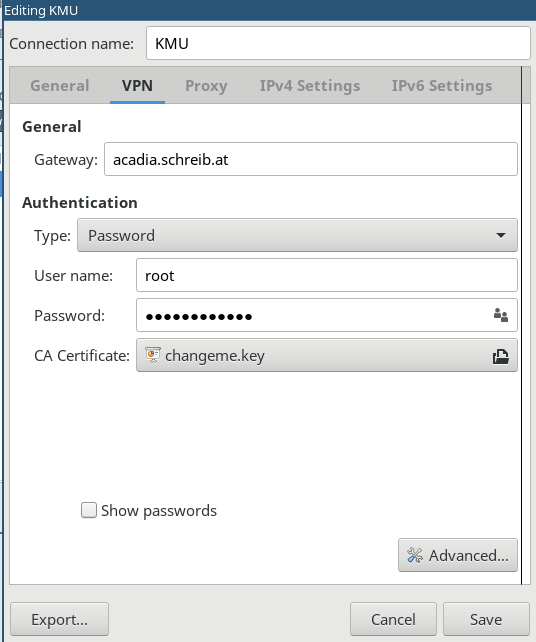 Editing KMU
Connection name: KMU
General VPN Proxy IPv4 Settings IPv6 Settings
General
Gateway: acadia.schreib.at
Authentication
Type: Password
User name: root
Password: ●●●●●●●●●●●●
CA Certificate: changeme.key
Show passwords
Advanced...
Export... Cancel Save